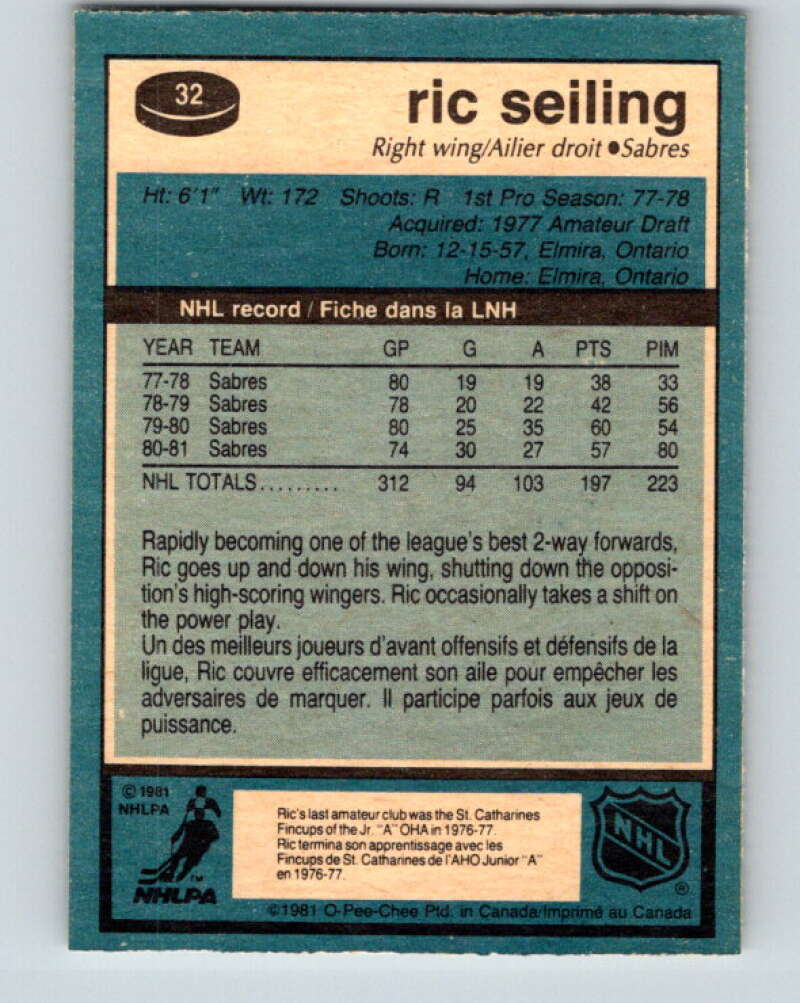 32
ric seiling
Right wing/Ailier droit ●Sabres
Ht: 6'1" Wt: 172 Shoots: R 1st Pro Season: 77-78
Acquired: 1977 Amateur Draft
Born: 12-15-57, Elmira, Ontario
Home: Elmira, Ontario
NHL record / Fiche dans la LNH
YEAR TEAM GP G A PTS PIM
77-78 Sabres 80 19 19 38 33
78-79 Sabres 78 20 22 42 56
79-80 Sabres 80 25 35 60 54
80-81 Sabres 74 30 27 57 80
NHL TOTALS......... 312 94 103 197 223
Rapidly becoming one of the league's best 2-way forwards,
Ric goes up and down his wing, shutting down the opposi-
tion's high-scoring wingers. Ric occasionally takes a shift on
the power play.
Un des meilleurs joueurs d'avant offensifs et défensifs de la
ligue, Ric couvre efficacement son aile pour empêcher les
adversaires de marquer. Il participe parfois aux jeux de
puissance.
© 1981
NHLPA
TM
NHLPA
Ric's last amateur club was the St. Catharines
Fincups of the Jr. "A" OHA in 1976-77.
Ric termina son apprentissage avec les
Fincups de St. Catharines de l'AHO Junior "A"
en 1976-77.
NHL
®
©1981 O-Pee-Chee Ptd. in Canada/Imprimé au Canada